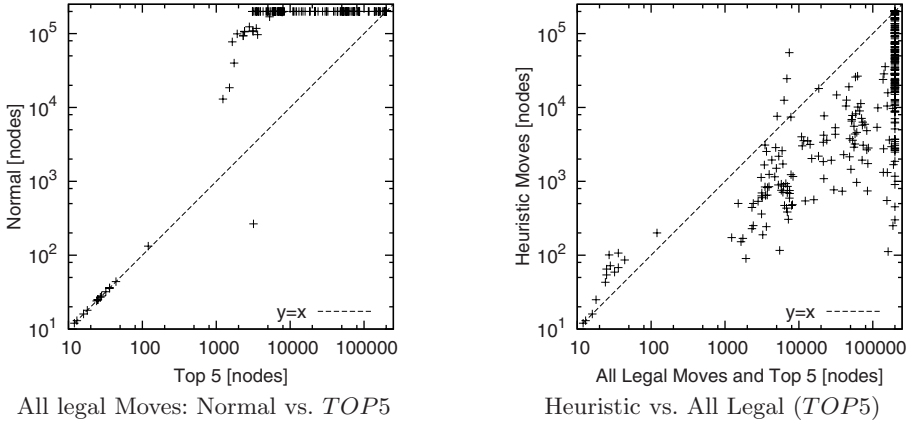 Normal [nodes]
10^5
10^4
10^3
10^2
10^1
10 100 1000 10000 100000
y=x
Top 5 [nodes]
All legal Moves: Normal vs. TOP5
Heuristic Moves [nodes]
10^5
10^4
10^3
10^2
10^1
10 100 1000 10000 100000
y=x
All Legal Moves and Top 5 [nodes]
Heuristic vs. All Legal (TOP5)